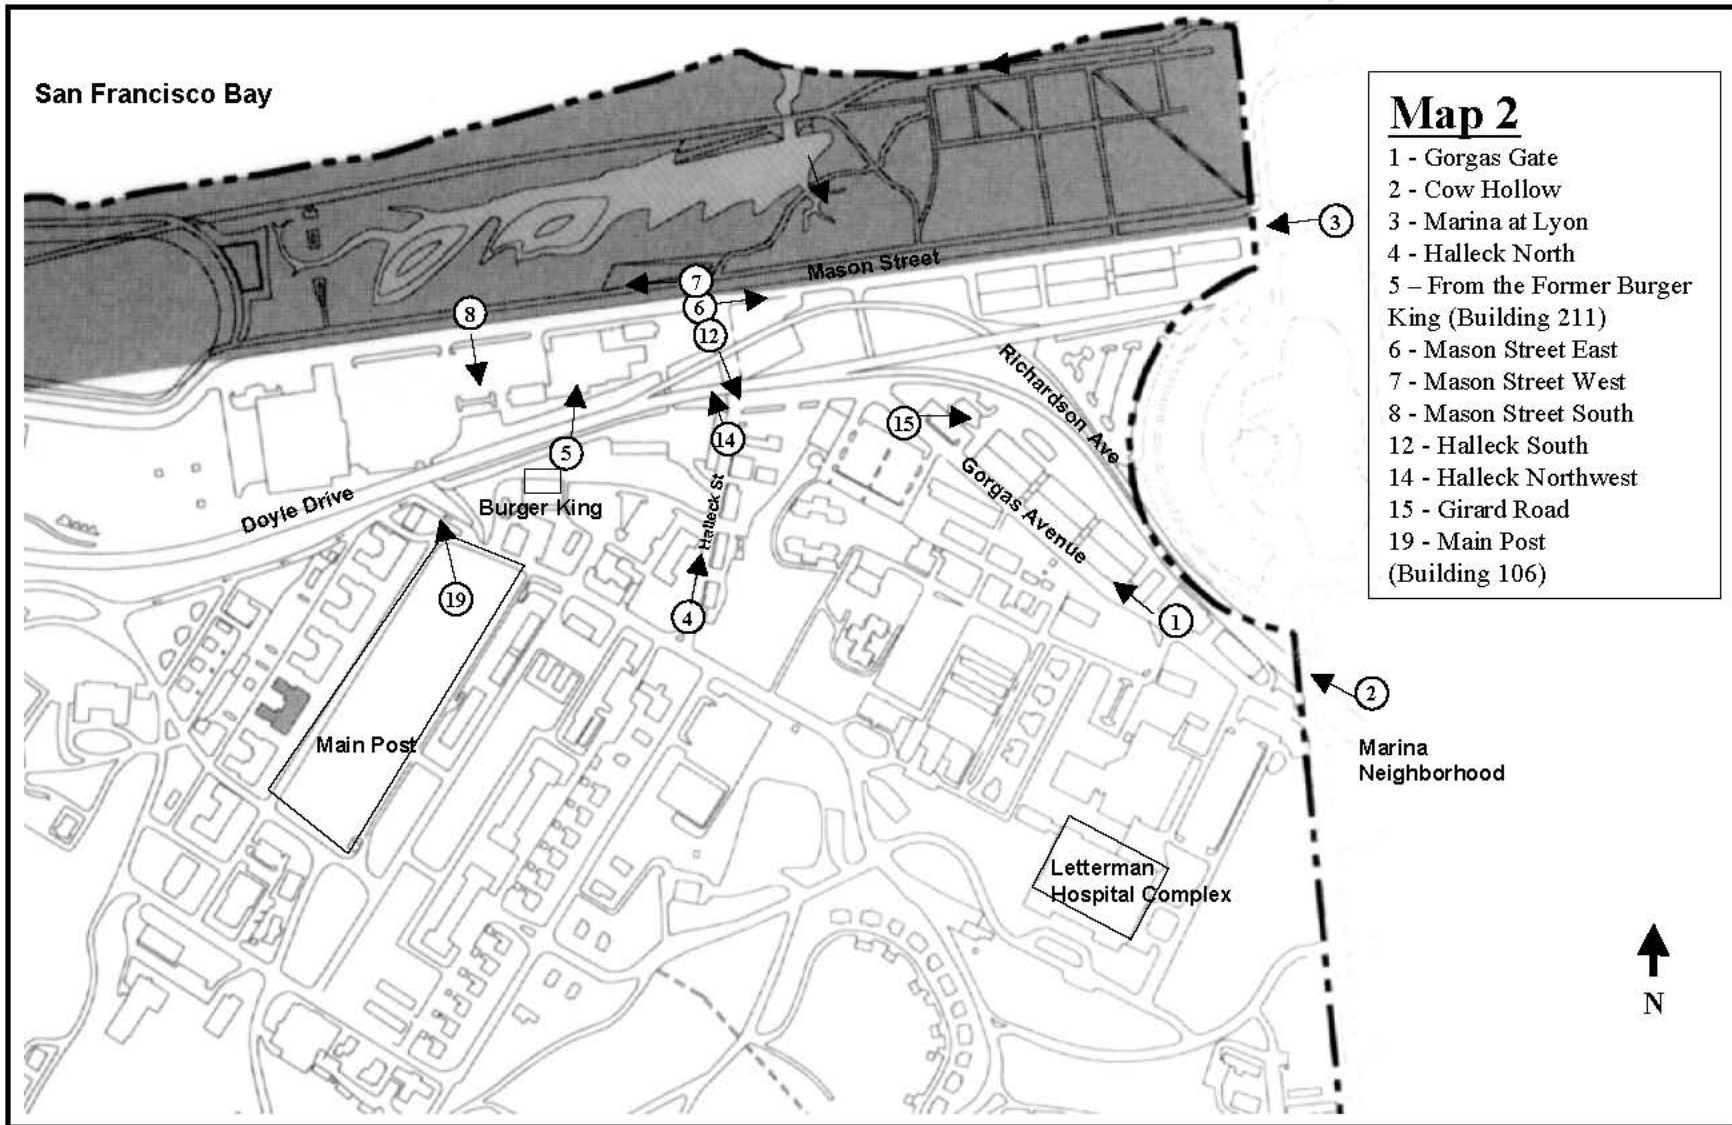 San Francisco Bay
Map 2
1 - Gorgas Gate
2 - Cow Hollow
3 - Marina at Lyon
4 - Halleck North
5 – From the Former Burger
King (Building 211)
6 - Mason Street East
7 - Mason Street West
8 - Mason Street South
12 - Halleck South
14 - Halleck Northwest
15 - Girard Road
19 - Main Post
(Building 106)
3
Mason Street
7
6
8
12
Richardson Ave
15
14
5
Gorgas Avenue
Halleck St
Doyle Drive
Burger King
19
4
1
2
Main Post
Marina
Neighborhood
Letterman
Hospital Complex
N